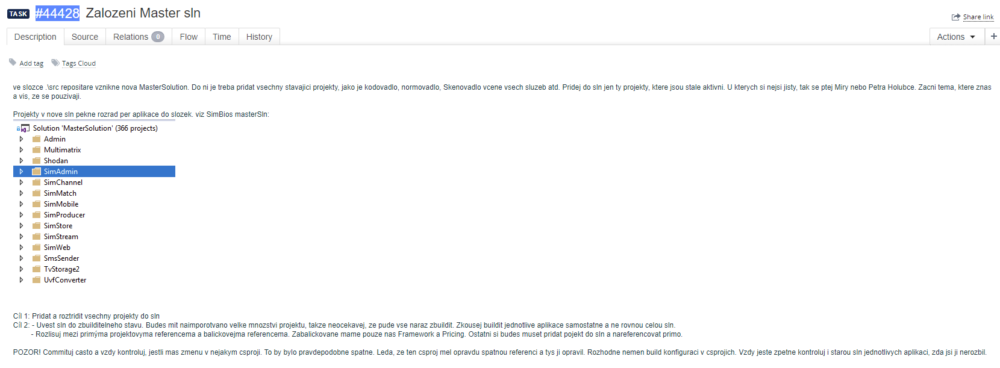 TASK #44428 Zalozeni Master sln
Share link
Description Source Relations 0 Flow Time History Actions +
Add tag Tags Cloud
ve slozce .\src repositare vznikne nova MasterSolution. Do ni je treba pridat vsechny stavajici projekty, jako je kodovadlo, normovadlo, Skenovadlo vcene vsech sluzeb atd. Pridej do sln jen ty projekty, ktere jsou stale aktivni. U kterych si nejsi jisty, tak se ptej Miry nebo Petra Holubce. Zacni tema, ktere znas
a vis, ze se pouzivaji.
Projekty v nove sln pekne rozrad per aplikace do slozek. viz SimBios masterSln:
Solution 'MasterSolution' (366 projects)
Admin
Multimatrix
Shodan
SimAdmin
SimChannel
SimMatch
SimMobile
SimProducer
SimStore
SimStream
SimWeb
SmsSender
TvStorage2
UvfConverter
Cíl 1: Pridat a roztridit vsechny projekty do sln
Cíl 2: - Uvest sln do zbuilditelneho stavu. Budes mit naimporotvano velke mnozstvi projektu, takze neocekavej, ze pude vse naraz zbuildit. Zkousej buildit jednotlive aplikace samostatne a ne rovnou celou sln.
- Rozlisuj mezi primýma projektovyma referencema a balickovejma referencema. Zabalickovane mame pouze nas Framework a Pricing. Ostatni si budes muset pridat pojekt do sln a nareferencovat primo.
POZOR! Commituj casto a vzdy kontroluj, jestli mas zmenu v nejakym csproji. To by bylo pravdepodobne spatne. Leda, ze ten csproj mel opravdu spatnou referenci a tys ji opravil. Rozhodne nemen build konfiguraci v csprojich. Vzdy jeste zpetne kontroluj i starou sln jednotlivych aplikaci, zda jsi ji nerozbil.